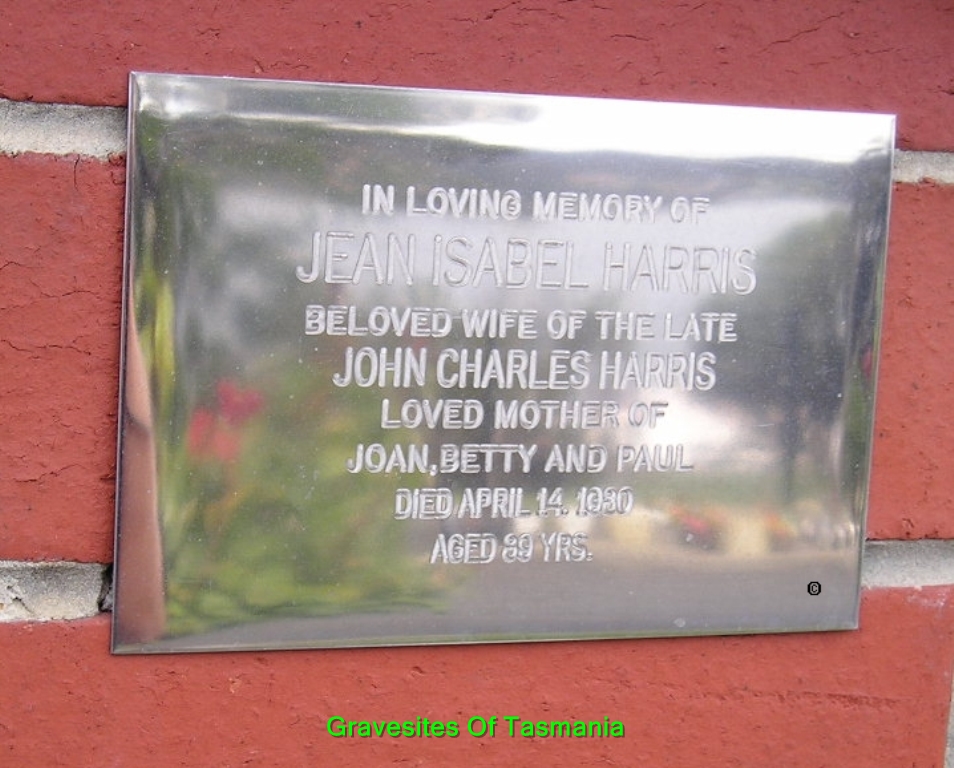 IN LOVING MEMORY OF
JEAN ISABEL HARRIS
BELOVED WIFE OF THE LATE
JOHN CHARLES HARRIS
LOVED MOTHER OF
JOAN, BETTY AND PAUL
DIED APRIL 14. 1980
AGED 89 YRS.
©
Gravesites Of Tasmania